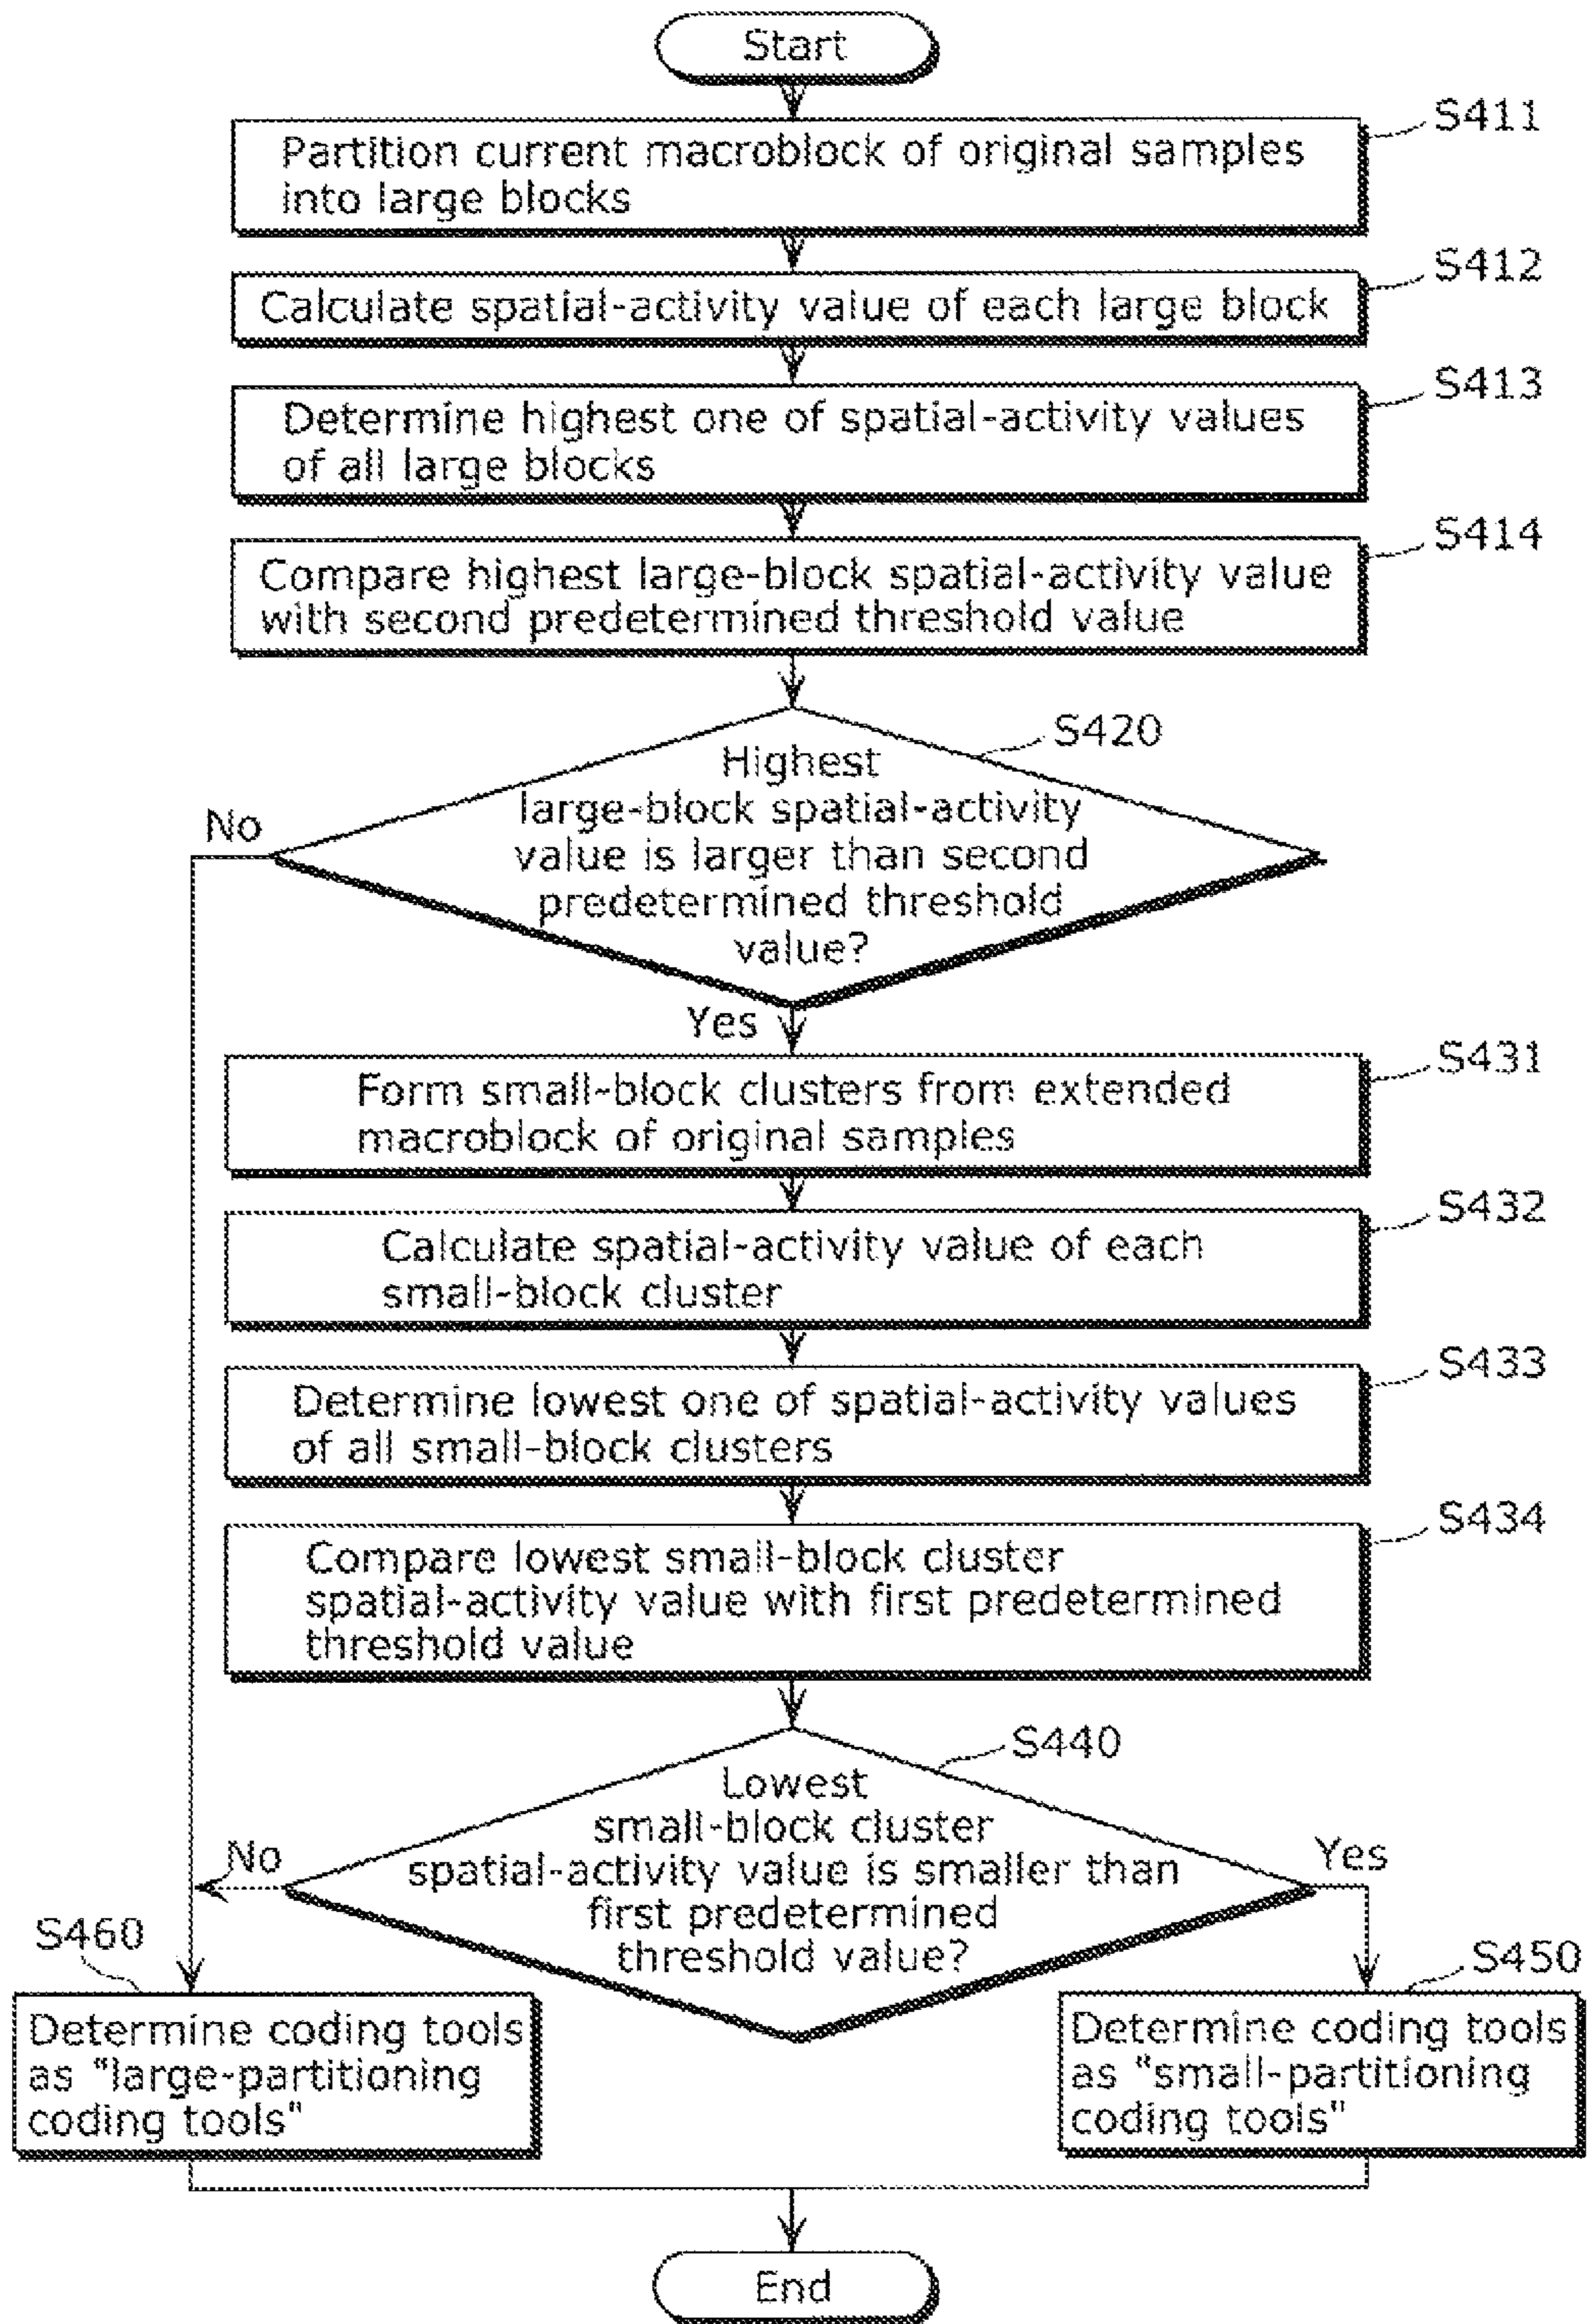 Start
S411
Partition current macroblock of original samples
into large blocks
S412
Calculate spatial-activity value of each large block
S413
Determine highest one of spatial-activity values
of all large blocks
S414
Compare highest large-block spatial-activity value
with second predetermined threshold value
S420
Highest
large-block spatial-activity
value is larger than second
predetermined threshold
value?
No
Yes
S431
Form small-block clusters from extended
macroblock of original samples
S432
Calculate spatial-activity value of each
small-block cluster
S433
Determine lowest one of spatial-activity values
of all small-block clusters
S434
Compare lowest small-block cluster
spatial-activity value with first predetermined
threshold value
S440
Lowest
small-block cluster
spatial-activity value is smaller than
first predetermined
threshold value?
No
Yes
S460
Determine coding tools
as "large-partitioning
coding tools"
S450
Determine coding tools
as "small-partitioning
coding tools"
End